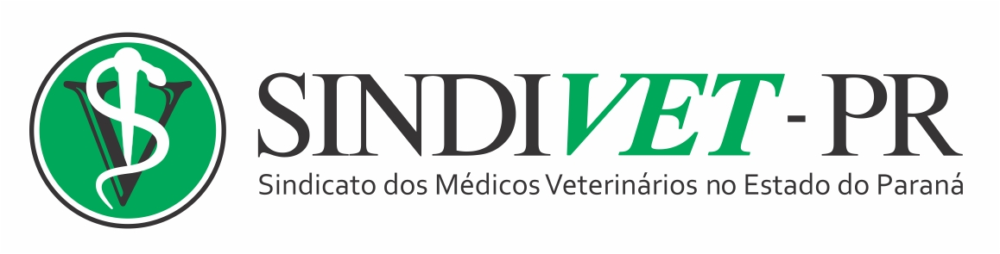 V
SINDIVET-PR
Sindicato dos Médicos Veterinários no Estado do Paraná